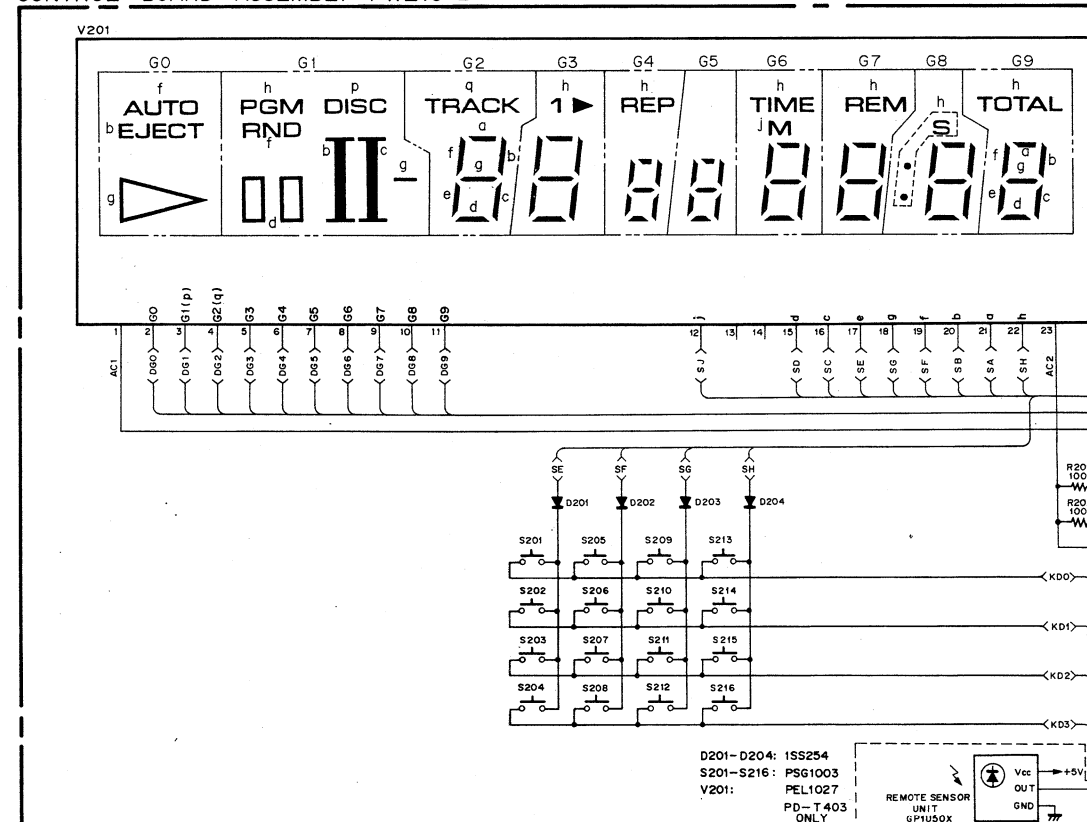 V201
G0 G1 G2 G3 G4 G5 G6 G7 G8 G9
f h p q h h h h h h
AUTO PGM DISC TRACK 1 ▶ REP TIME REM TOTAL
b EJECT RND j M S
f b c g a
f g b
g d e d c
f a b
g
e d c
G0 G1(p) G2(q) G3 G4 G5 G6 G7 G8 G9 j d c e g f b a h
1 2 3 4 5 6 7 8 9 10 11 12 13 14 15 16 17 18 19 20 21 22 23
AC1 DG0 DG1 DG2 DG3 DG4 DG5 DG6 DG7 DG8 DG9 SJ SD SC SE SG SF SB SA SH AC2
SE SF SG SH
D201 D202 D203 D204
S201 S205 S209 S213
KD0
S202 S206 S210 S214
KD1
S203 S207 S211 S215
KD2
S204 S208 S212 S216
KD3
D201-D204: 1SS254
S201-S216: PSG1003
V201: PEL1027
PD-T403
ONLY
REMOTE SENSOR
UNIT
GP1U50X
Vcc +5V
OUT
GND